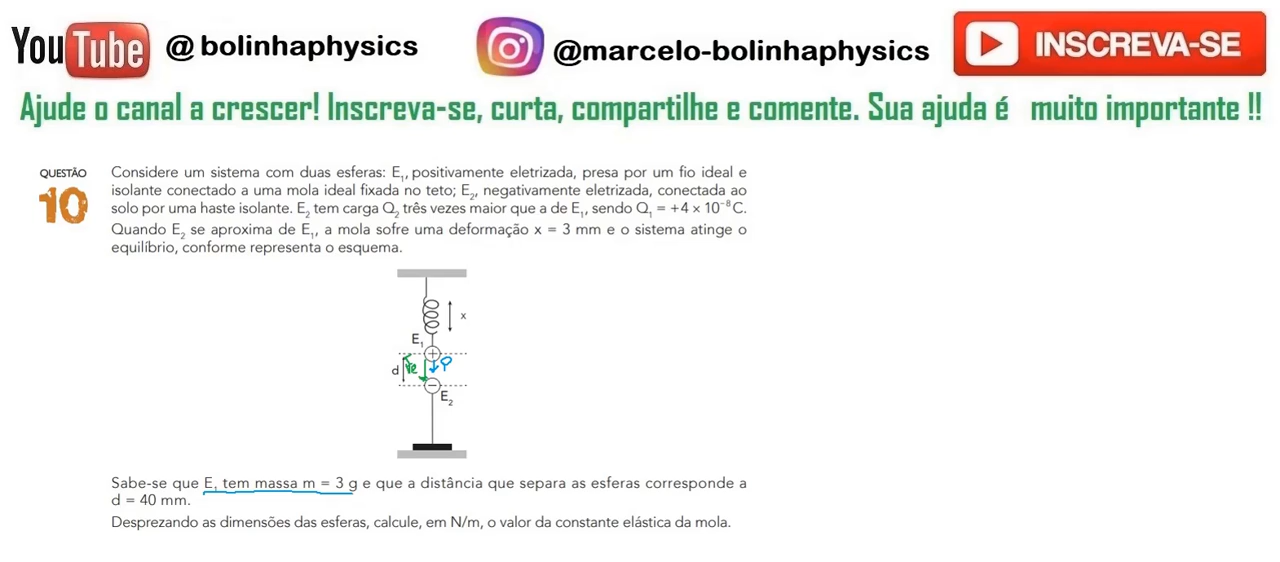 YouTube @bolinhaphysics @marcelo-bolinhaphysics INSCREVA-SE
Ajude o canal a crescer! Inscreva-se, curta, compartilhe e comente. Sua ajuda é muito importante !!
QUESTÃO
10
Considere um sistema com duas esferas: E₁, positivamente eletrizada, presa por um fio ideal e
isolante conectado a uma mola ideal fixada no teto; E₂, negativamente eletrizada, conectada ao
solo por uma haste isolante. E₂ tem carga Q₂ três vezes maior que a de E₁, sendo Q₁ = +4 × 10⁻⁸ C.
Quando E₂ se aproxima de E₁, a mola sofre uma deformação x = 3 mm e o sistema atinge o
equilíbrio, conforme representa o esquema.
x
E₁
+
d Fe P
−
E₂
Sabe-se que E₁ tem massa m = 3 g e que a distância que separa as esferas corresponde a
d = 40 mm.
Desprezando as dimensões das esferas, calcule, em N/m, o valor da constante elástica da mola.